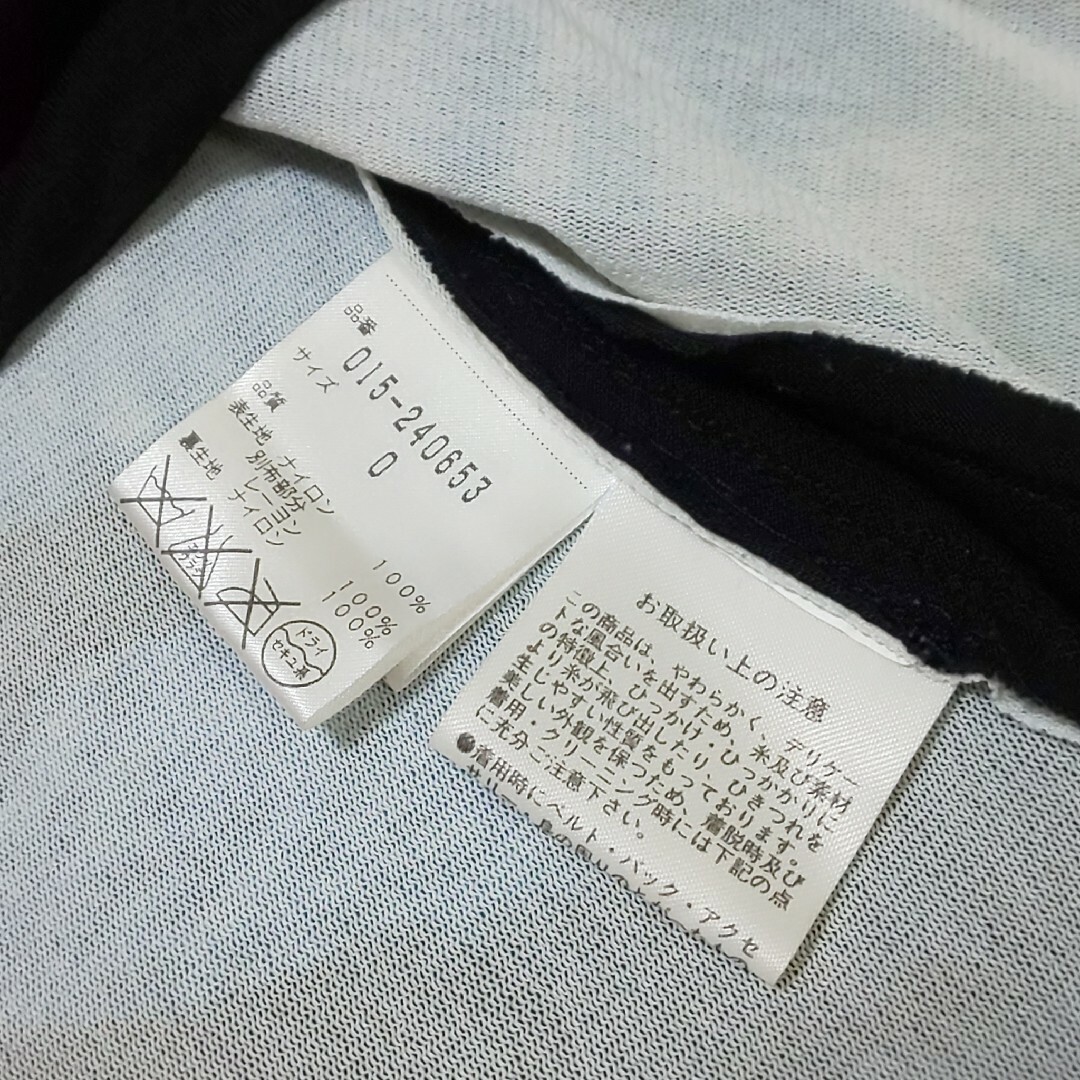 品番 015-240653
サイズ 0
品質
表生地 ナイロン 100%
別布部分
レーヨン 100%
裏生地 ナイロン 100%
エンソ
カラサ
ドライ
セキユ系
お取扱い上の注意
この商品は、やわらかく、デリケー
トな風合いを出すため、糸及び素材
の特徴上、ひっかけ・ひっかかりに
より糸が飛び出したり、ひきつれを
生じやすい性質をもっております。
美しい外観を保つため、着脱時及び
着用・クリーニング時には下記の点
に充分ご注意下さい。
●着用時にベルト・バック・アクセ